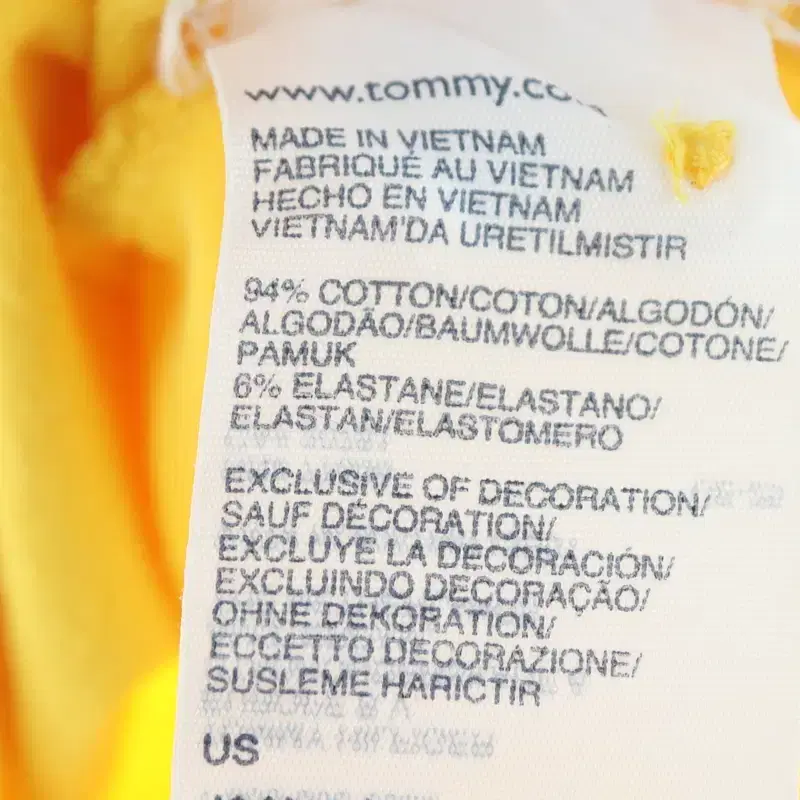 www.tommy.co
MADE IN VIETNAM
FABRIQUÉ AU VIETNAM
HECHO EN VIETNAM
VIETNAM'DA URETILMISTIR
94% COTTON/COTON/ALGODÓN/
ALGODÃO/BAUMWOLLE/COTONE/
PAMUK
6% ELASTANE/ELASTANO/
ELASTAN/ELASTOMERO
EXCLUSIVE OF DECORATION/
SAUF DÉCORATION/
EXCLUYE LA DECORACIÓN/
EXCLUINDO DECORAÇÃO/
OHNE DEKORATION/
ECCETTO DECORAZIONE/
SUSLEME HARICTIR
US